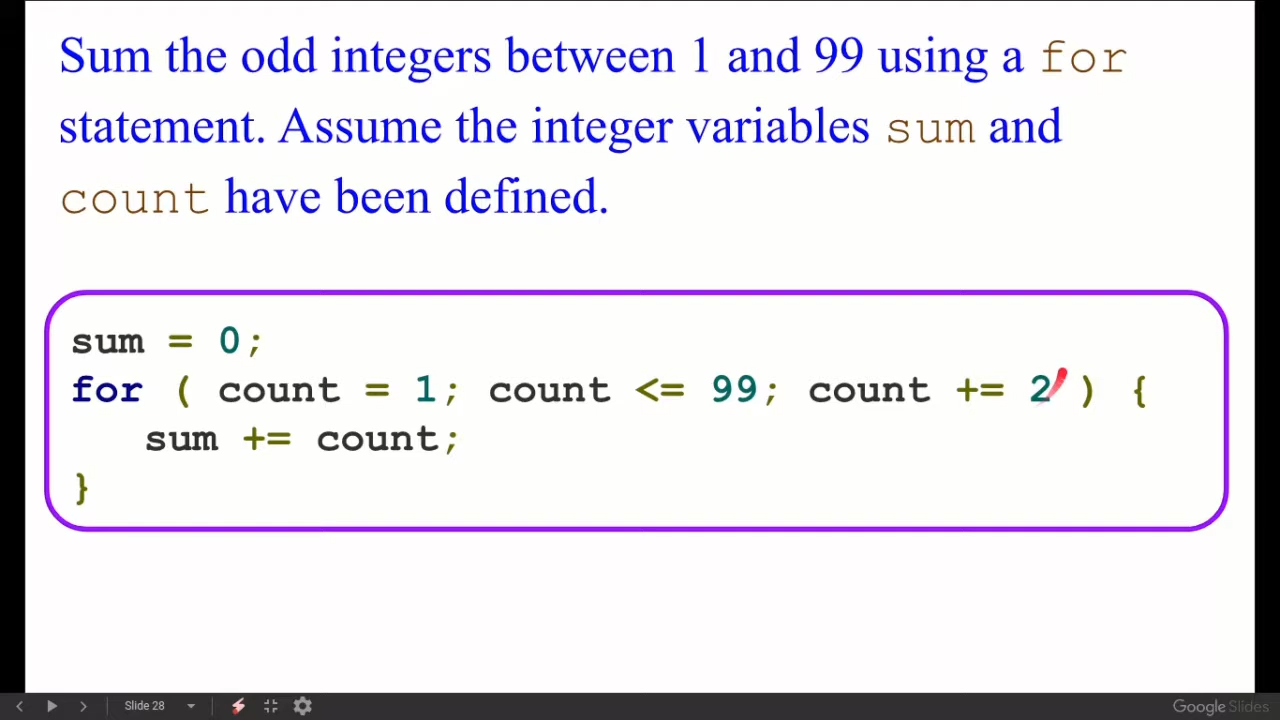 Sum the odd integers between 1 and 99 using a for
statement. Assume the integer variables sum and
count have been defined.
sum = 0;
for ( count = 1; count <= 99; count += 2 ) {
   sum += count;
}
Slide 28
Google Slides